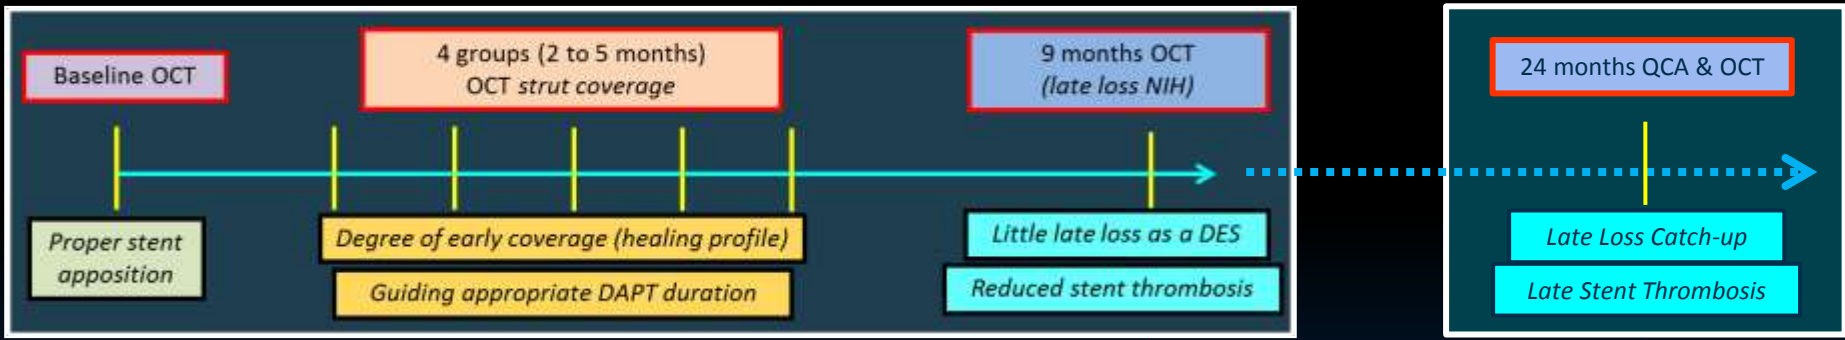 Baseline OCT
4 groups (2 to 5 months)
OCT strut coverage
9 months OCT
(late loss NIH)
24 months QCA & OCT
Proper stent
apposition
Degree of early coverage (healing profile)
Guiding appropriate DAPT duration
Little late loss as a DES
Reduced stent thrombosis
Late Loss Catch-up
Late Stent Thrombosis